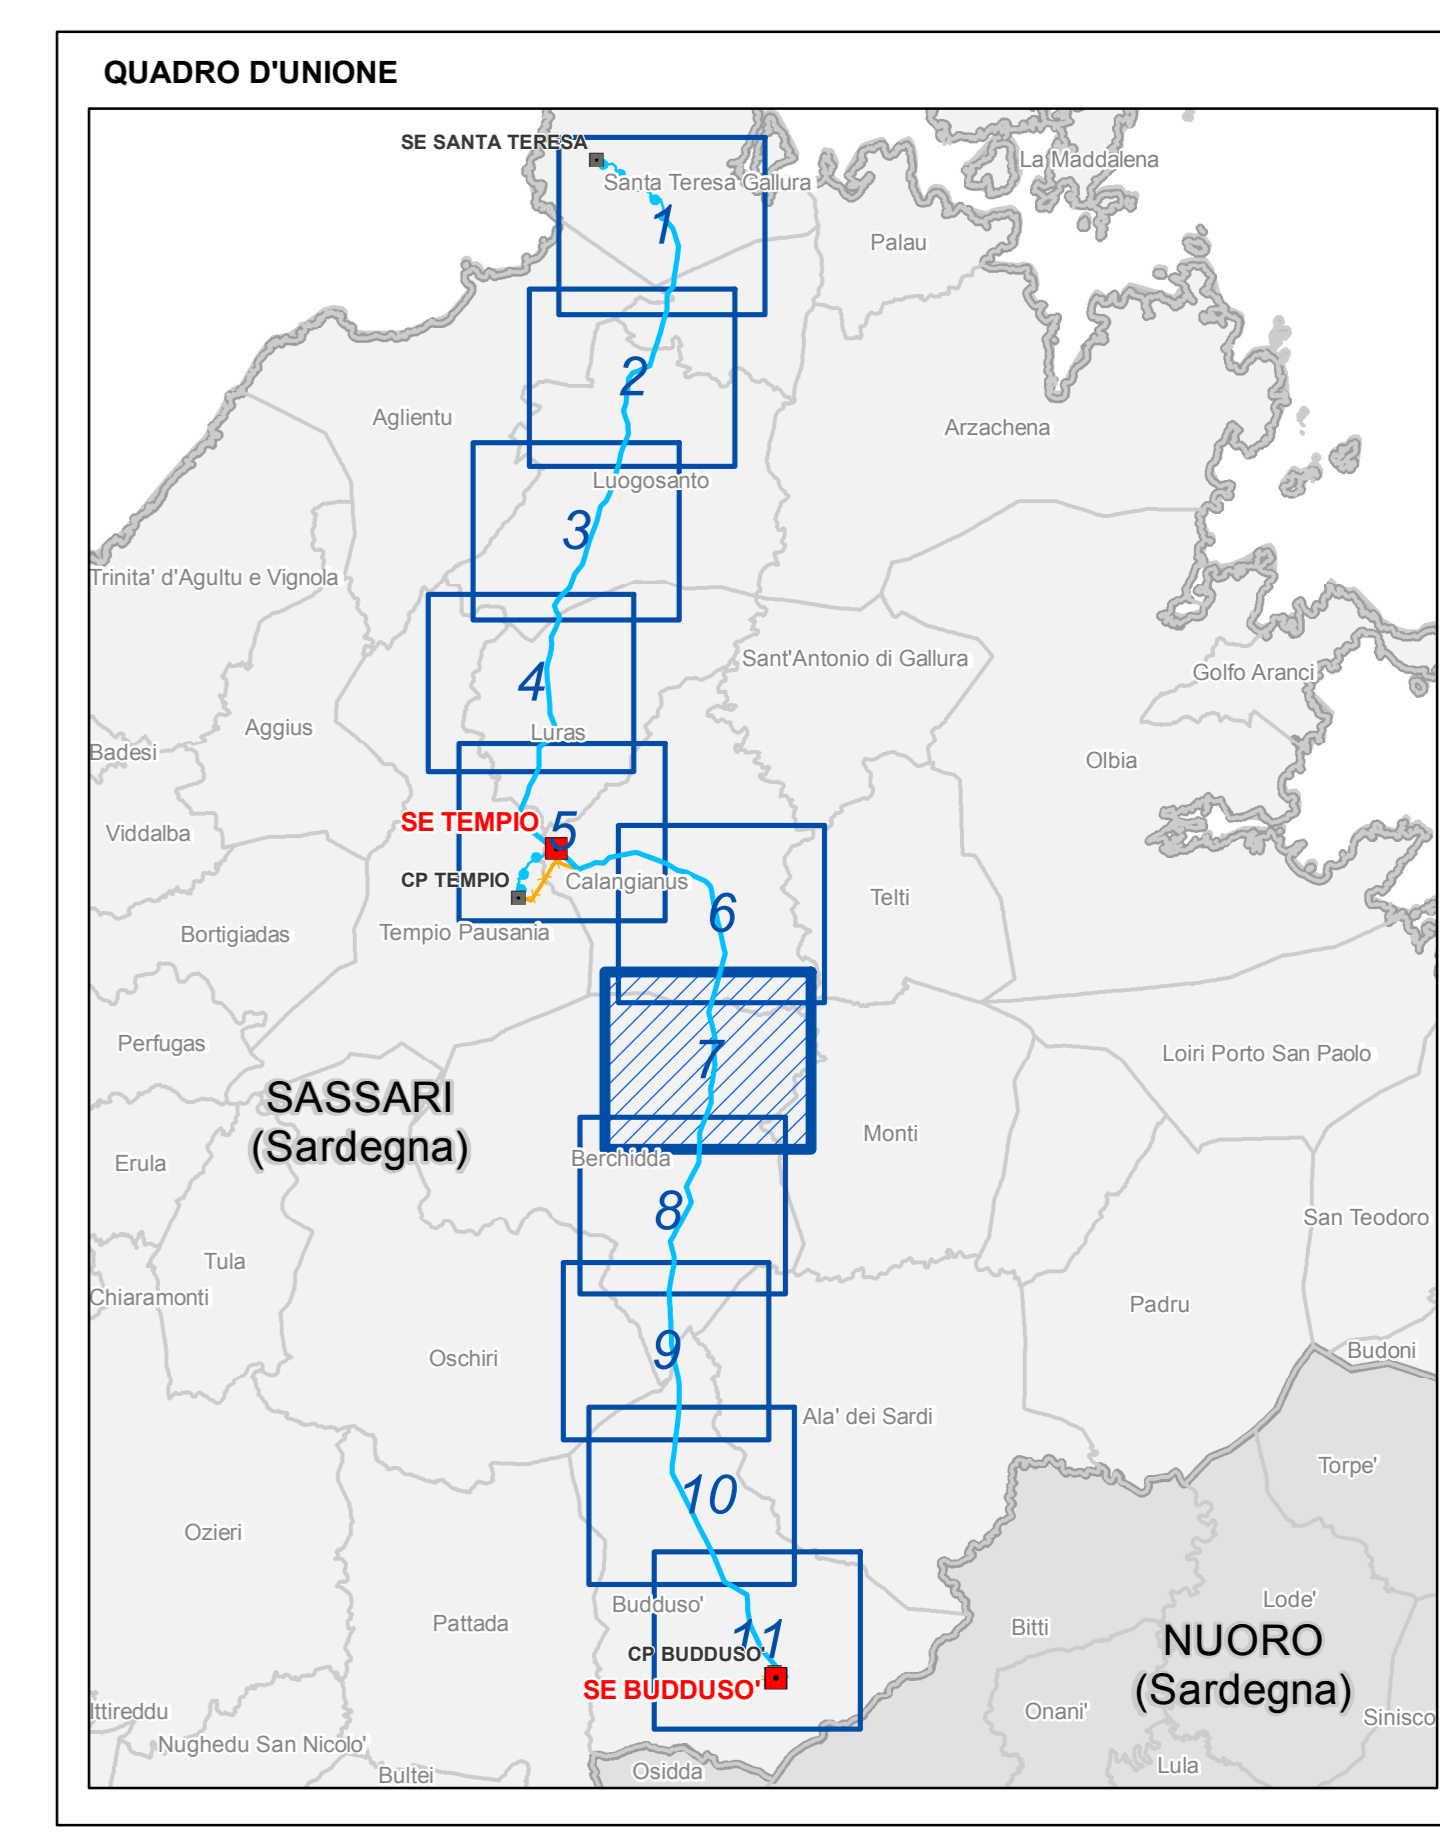 QUADRO D'UNIONE
SE SANTA TERESA
La Maddalena
Santa Teresa Gallura
1
Palau
2
Aglientu
Arzachena
Luogosanto
3
Trinita' d'Agultu e Vignola
Sant'Antonio di Gallura
Golfo Aranci
4
Aggius
Luras
Badesi
Olbia
SE TEMPIO
5
Viddalba
CP TEMPIO
Calangianus
Telti
6
Bortigiadas
Tempio Pausania
Perfugas
7
Loiri Porto San Paolo
SASSARI
(Sardegna)
Monti
Erula
Berchidda
8
San Teodoro
Tula
Chiaramonti
Padru
9
Oschiri
Budoni
Ala' dei Sardi
Torpe'
10
Ozieri
Budduso'
Lode'
Pattada
Bitti
11
NUORO
(Sardegna)
CP BUDDUSO'
SE BUDDUSO'
Ittireddu
Onani'
Sinisco
Nughedu San Nicolo'
Bultei
Osidda
Lula